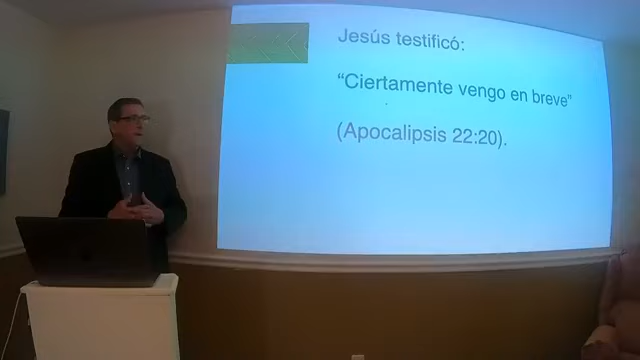 Jesús testificó:
“Ciertamente vengo en breve”
(Apocalipsis 22:20).